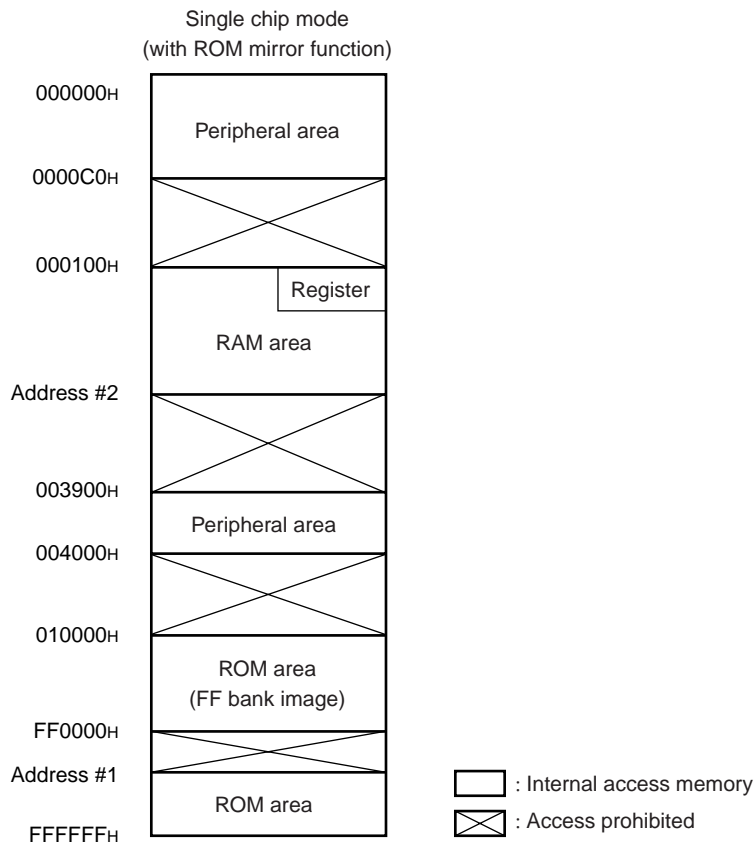 Single chip mode
(with ROM mirror function)
000000H
Peripheral area
0000C0H
000100H
Register
RAM area
Address #2
003900H
Peripheral area
004000H
010000H
ROM area
(FF bank image)
FF0000H
Address #1
ROM area
FFFFFFH
: Internal access memory
: Access prohibited